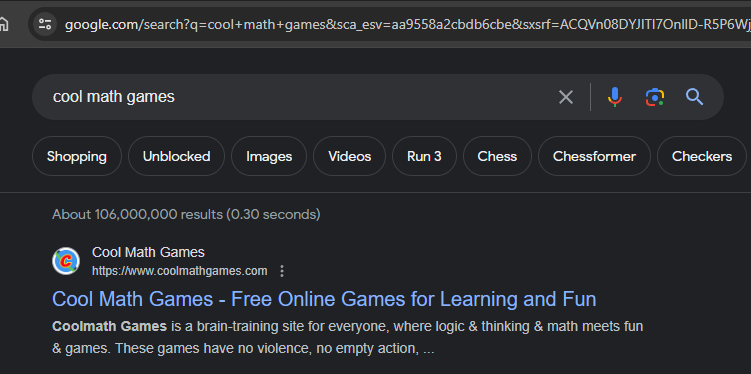 google.com/search?q=cool+math+games&sca_esv=aa9558a2cbdb6cbe&sxsrf=ACQVn08DYJITI7OnIlD-R5P6Wj
cool math games
Shopping Unblocked Images Videos Run 3 Chess Chessformer Checkers
About 106,000,000 results (0.30 seconds)
Cool Math Games
https://www.coolmathgames.com
Cool Math Games - Free Online Games for Learning and Fun
Coolmath Games is a brain-training site for everyone, where logic & thinking & math meets fun
& games. These games have no violence, no empty action, ...